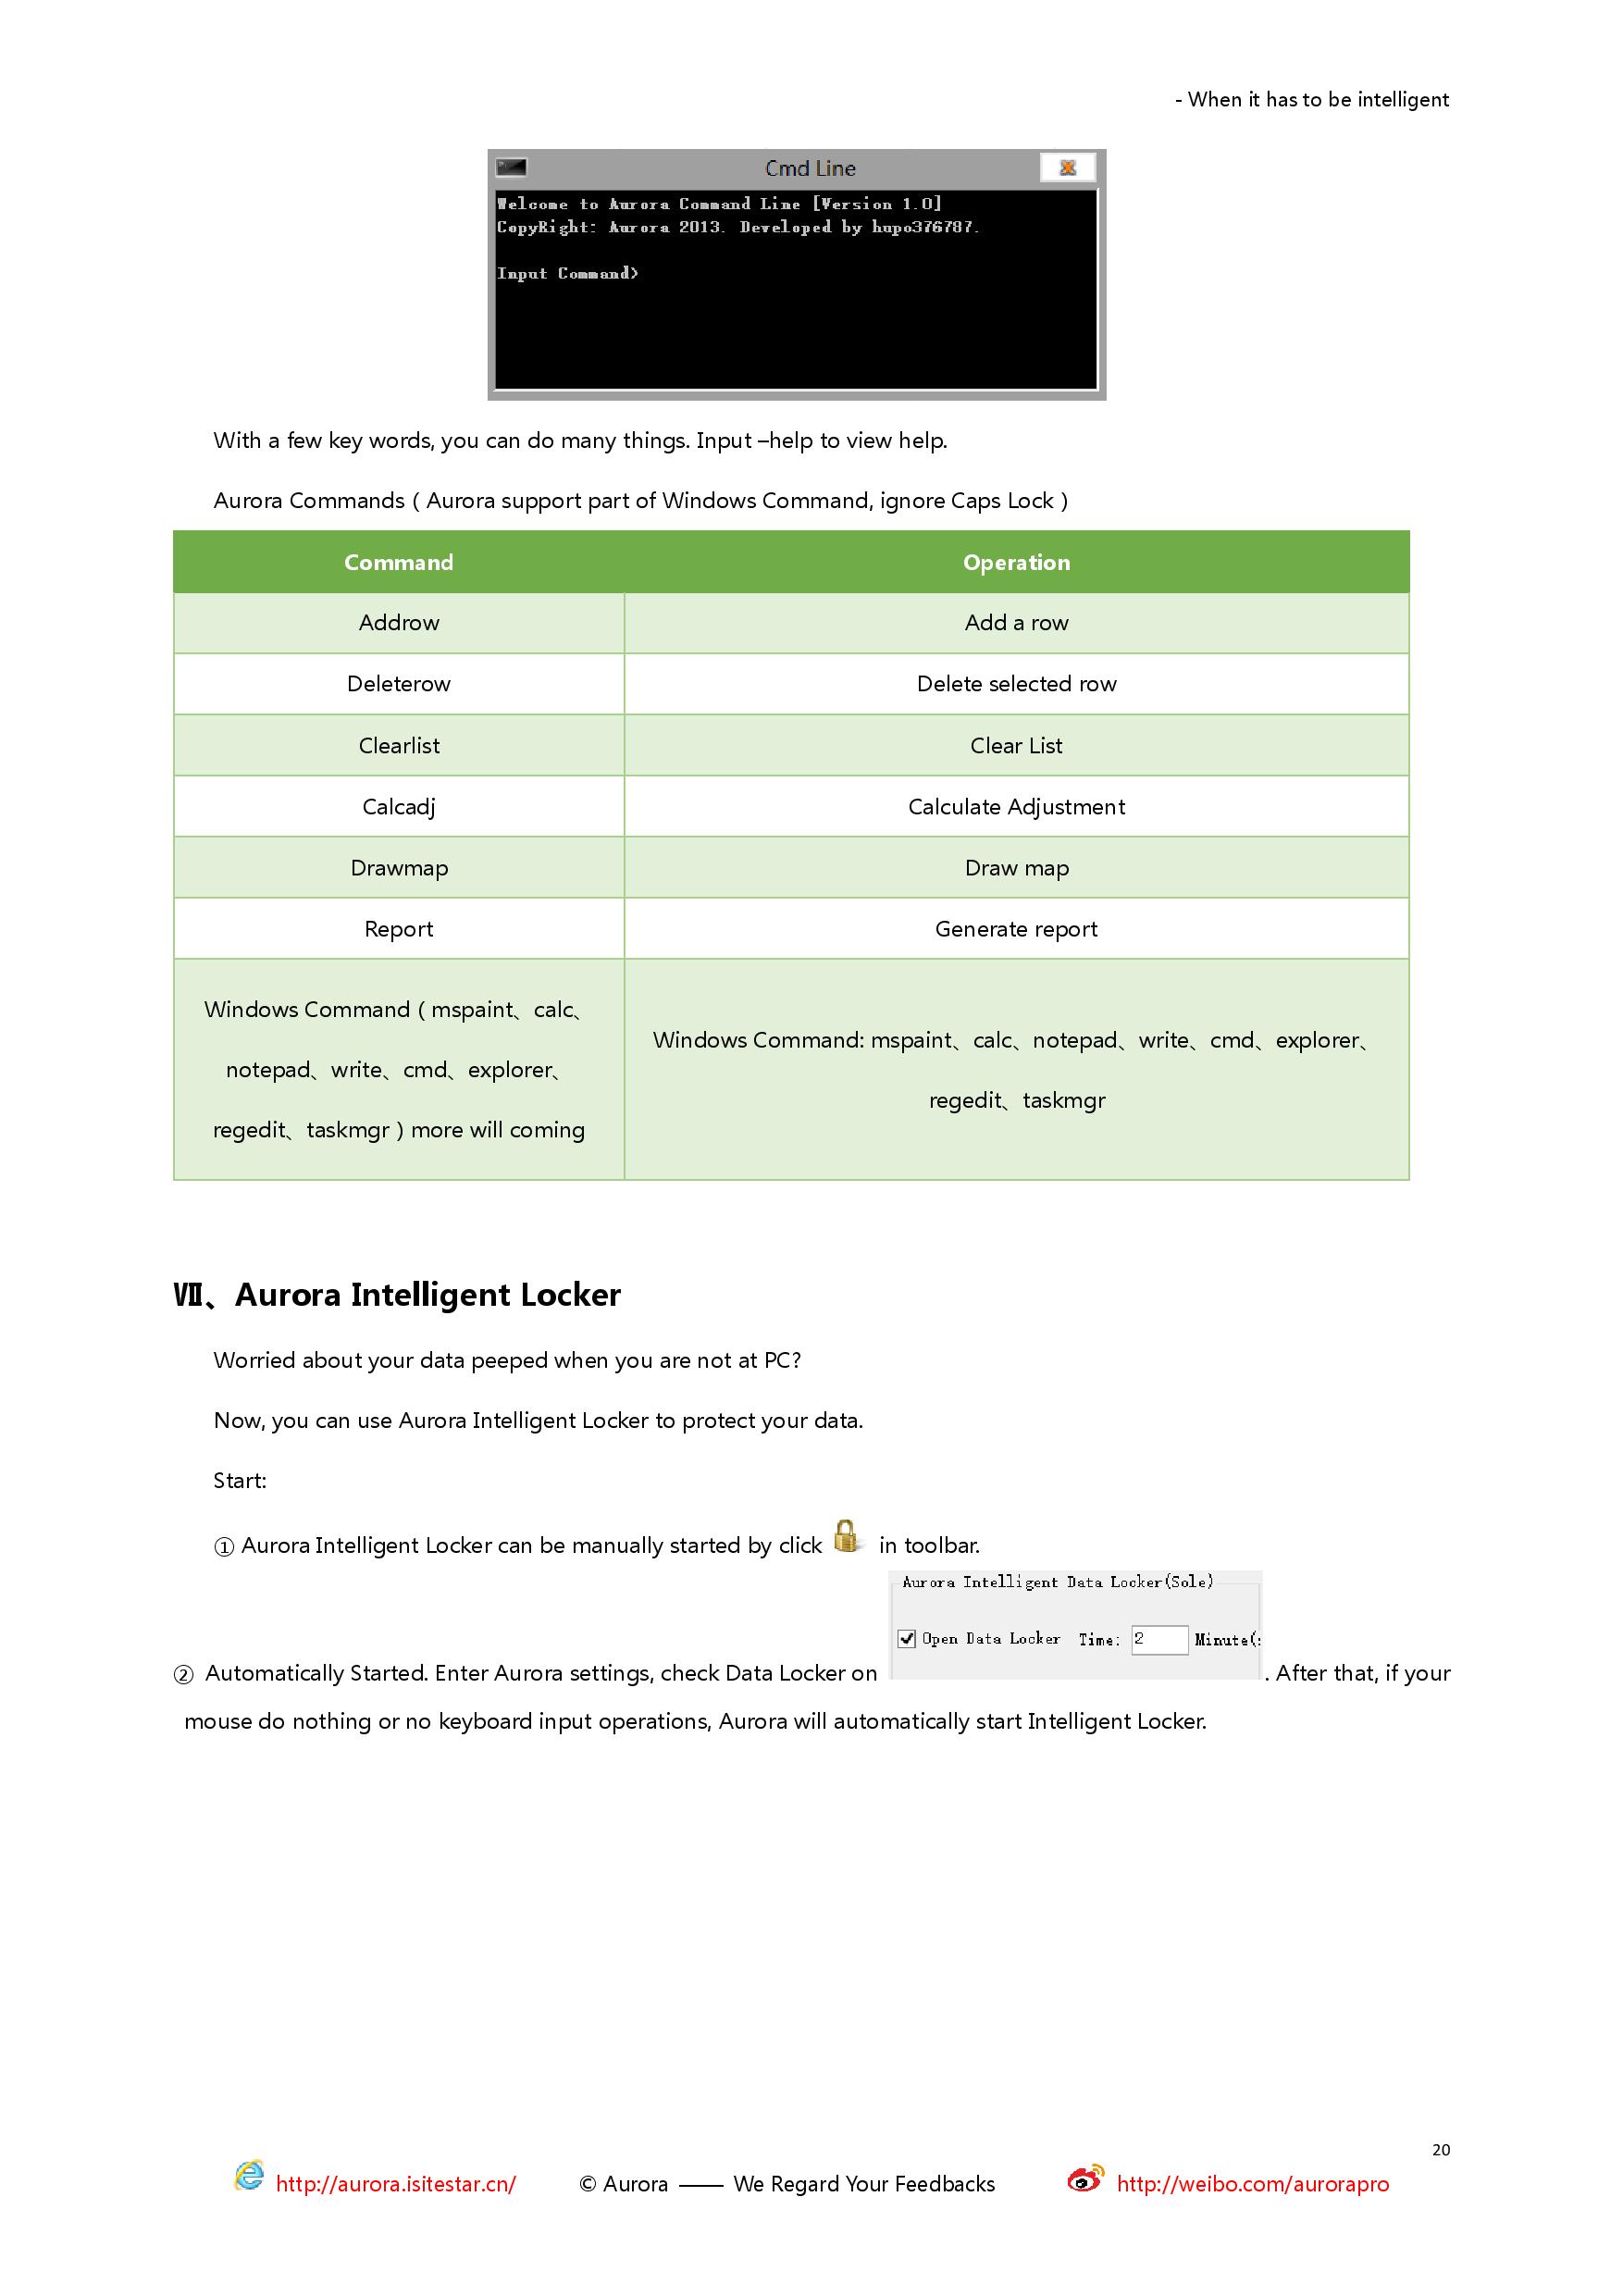 - When it has to be intelligent
Cmd Line
Welcome to Aurora Command Line [Version 1.0]
CopyRight: Aurora 2013. Developed by hupo376787.
Input Command>
With a few key words, you can do many things. Input –help to view help.
Aurora Commands ( Aurora support part of Windows Command, ignore Caps Lock )
Command Operation
Addrow Add a row
Deleterow Delete selected row
Clearlist Clear List
Calcadj Calculate Adjustment
Drawmap Draw map
Report Generate report
Windows Command ( mspaint、calc、
notepad、write、cmd、explorer、
regedit、taskmgr ) more will coming
Windows Command: mspaint、calc、notepad、write、cmd、explorer、
regedit、taskmgr
Ⅶ、Aurora Intelligent Locker
Worried about your data peeped when you are not at PC?
Now, you can use Aurora Intelligent Locker to protect your data.
Start:
① Aurora Intelligent Locker can be manually started by click in toolbar.
Aurora Intelligent Data Locker(Sole)
Open Data Locker Time: 2 Minute(s
② Automatically Started. Enter Aurora settings, check Data Locker on . After that, if your
mouse do nothing or no keyboard input operations, Aurora will automatically start Intelligent Locker.
20
http://aurora.isitestar.cn/ © Aurora —— We Regard Your Feedbacks http://weibo.com/aurorapro